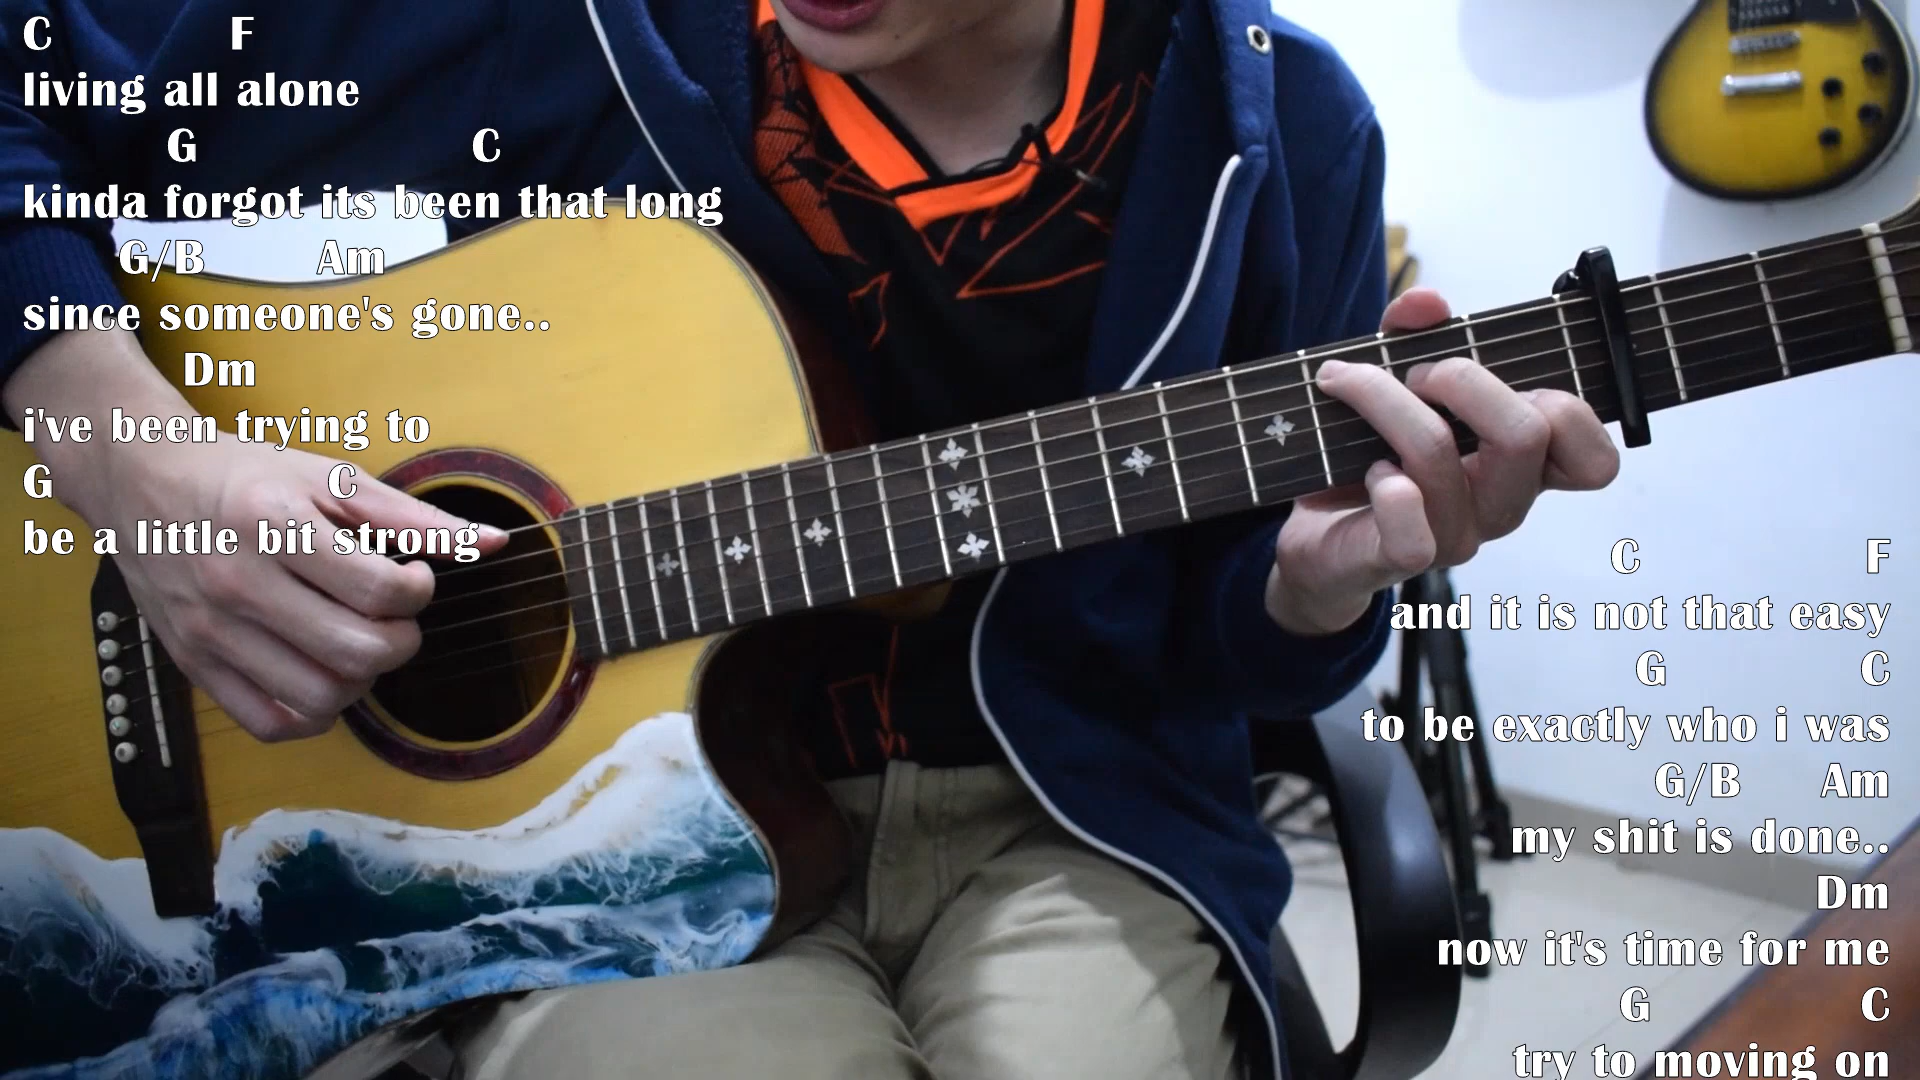 C F
living all alone
G C
kinda forgot its been that long
G/B Am
since someone's gone..
Dm
i've been trying to
G C
be a little bit strong
C F
and it is not that easy
G C
to be exactly who i was
G/B Am
my shit is done..
Dm
now it's time for me
G C
try to moving on